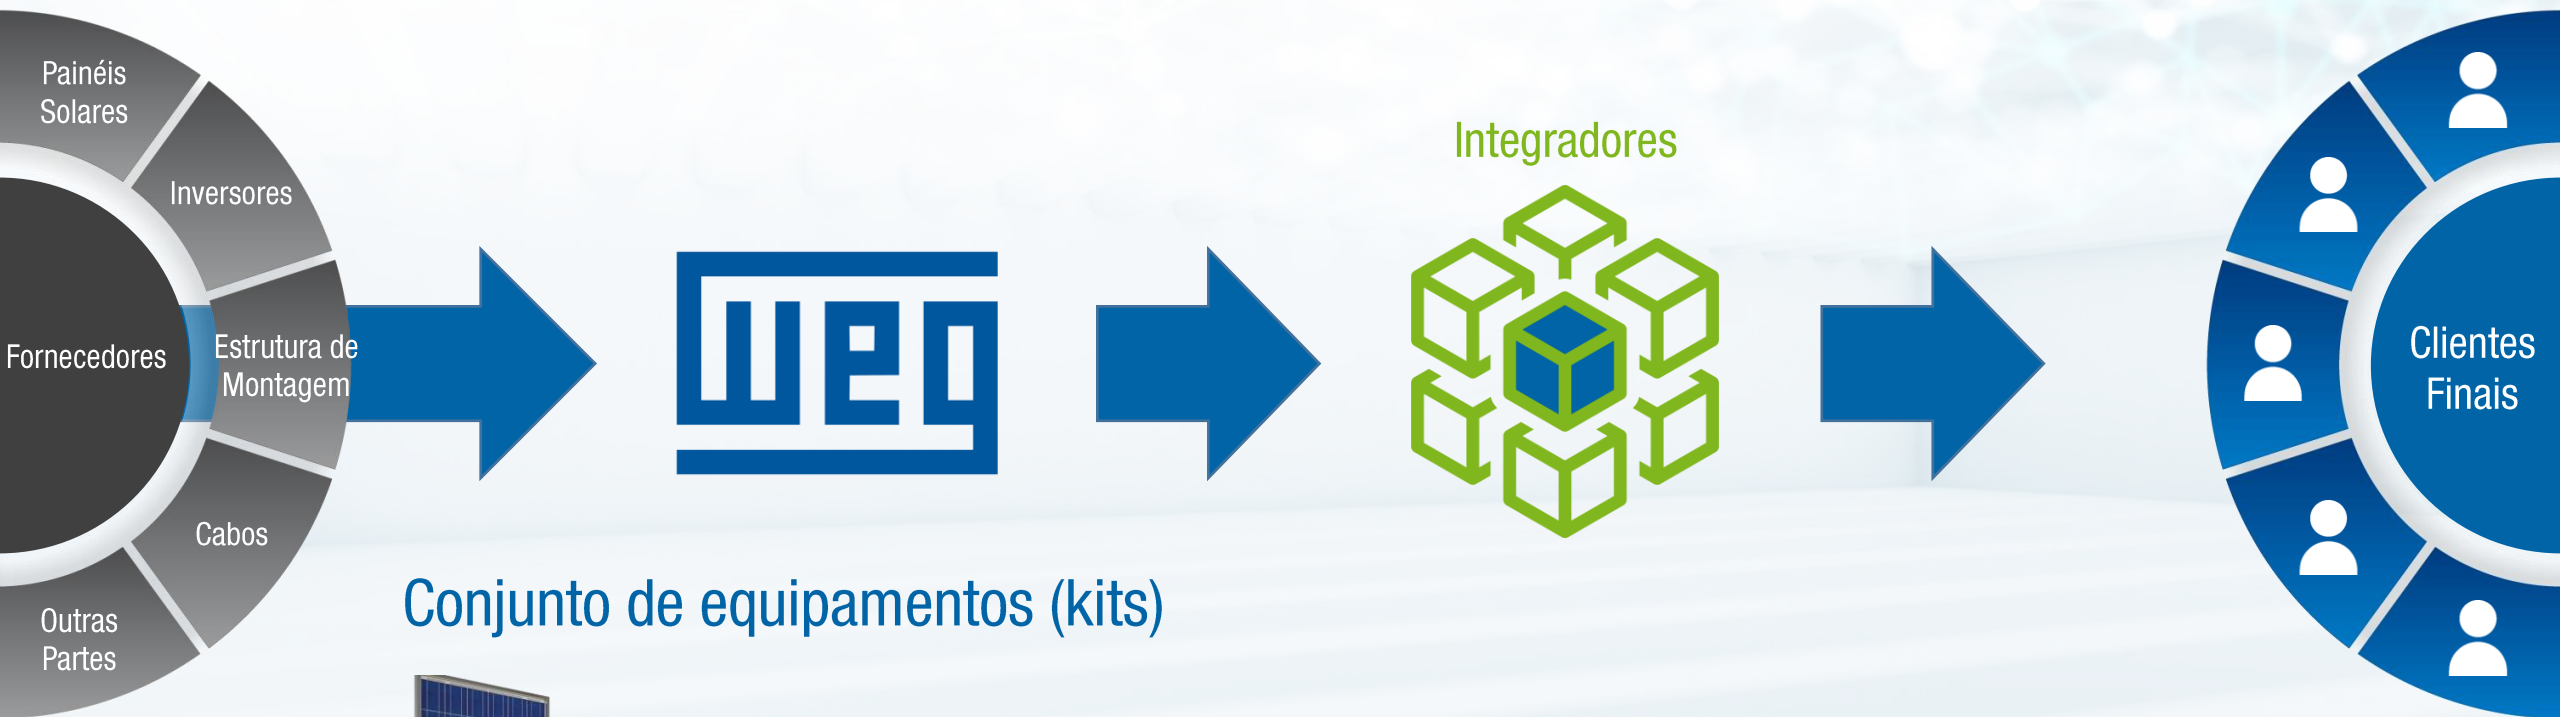 Painéis
Solares
Inversores
Fornecedores
Estrutura de
Montagem
Cabos
Outras
Partes
weg
Conjunto de equipamentos (kits)
Integradores
Clientes
Finais